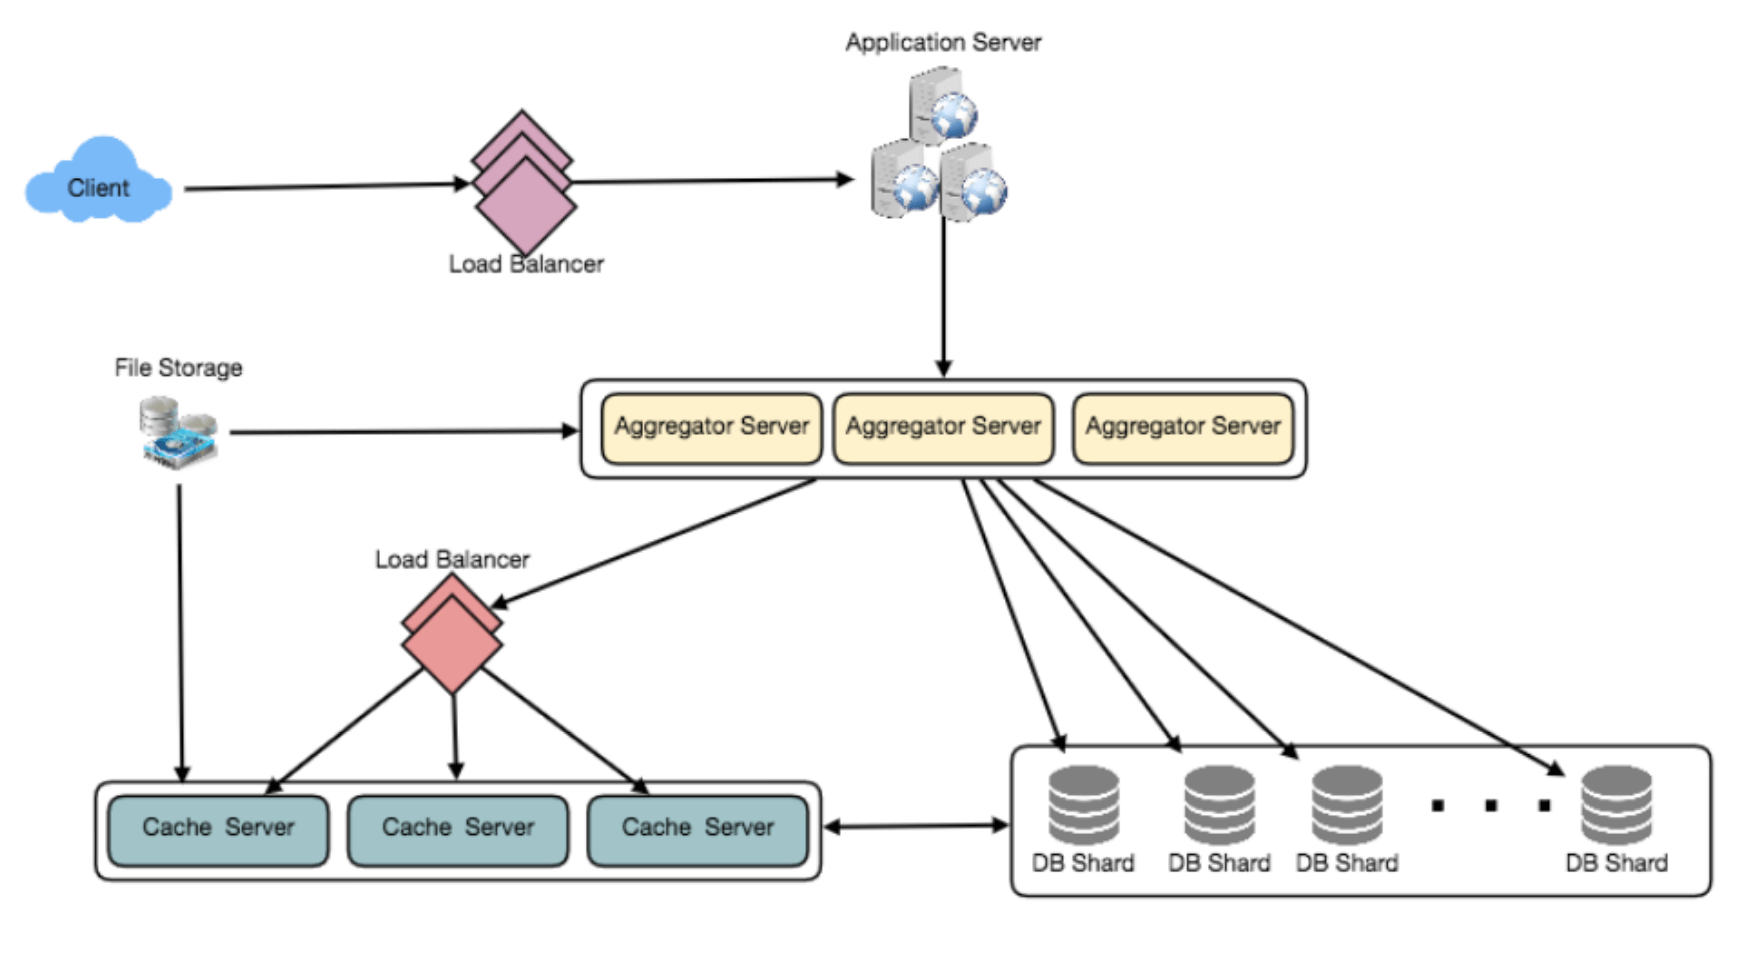 Application Server
Client
Load Balancer
File Storage
Aggregator Server
Aggregator Server
Aggregator Server
Load Balancer
Cache Server
Cache Server
Cache Server
DB Shard
DB Shard
DB Shard
DB Shard